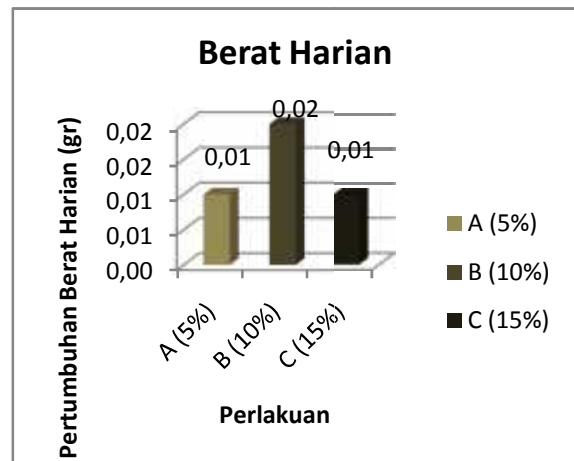 Berat Harian
Pertumbuhan Berat Harian (gr)
0,02
0,02
0,01
0,01
0,00
0,01
0,02
0,01
A (5%)
B (10%)
C (15%)
Perlakuan
A (5%)
B (10%)
C (15%)